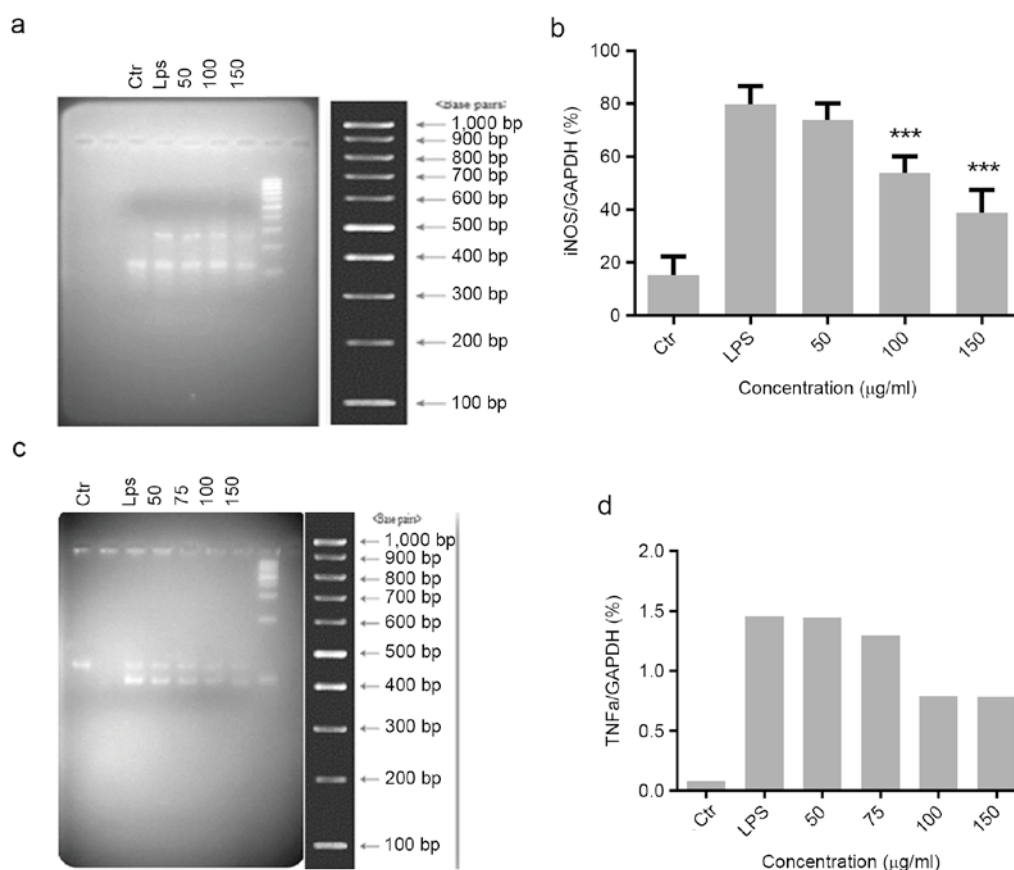 a
Ctr
Lps
50
100
150
<Base pairs>
1,000 bp
900 bp
800 bp
700 bp
600 bp
500 bp
400 bp
300 bp
200 bp
100 bp
b
iNOS/GAPDH (%)
100
80
60
40
20
0
***
***
Ctr
LPS
50
100
150
Concentration (μg/ml)
c
Ctr
Lps
50
75
100
150
<Base pairs>
1,000 bp
900 bp
800 bp
700 bp
600 bp
500 bp
400 bp
300 bp
200 bp
100 bp
d
TNFa/GAPDH (%)
2.0
1.5
1.0
0.5
0.0
Ctr
LPS
50
75
100
150
Concentration (μg/ml)